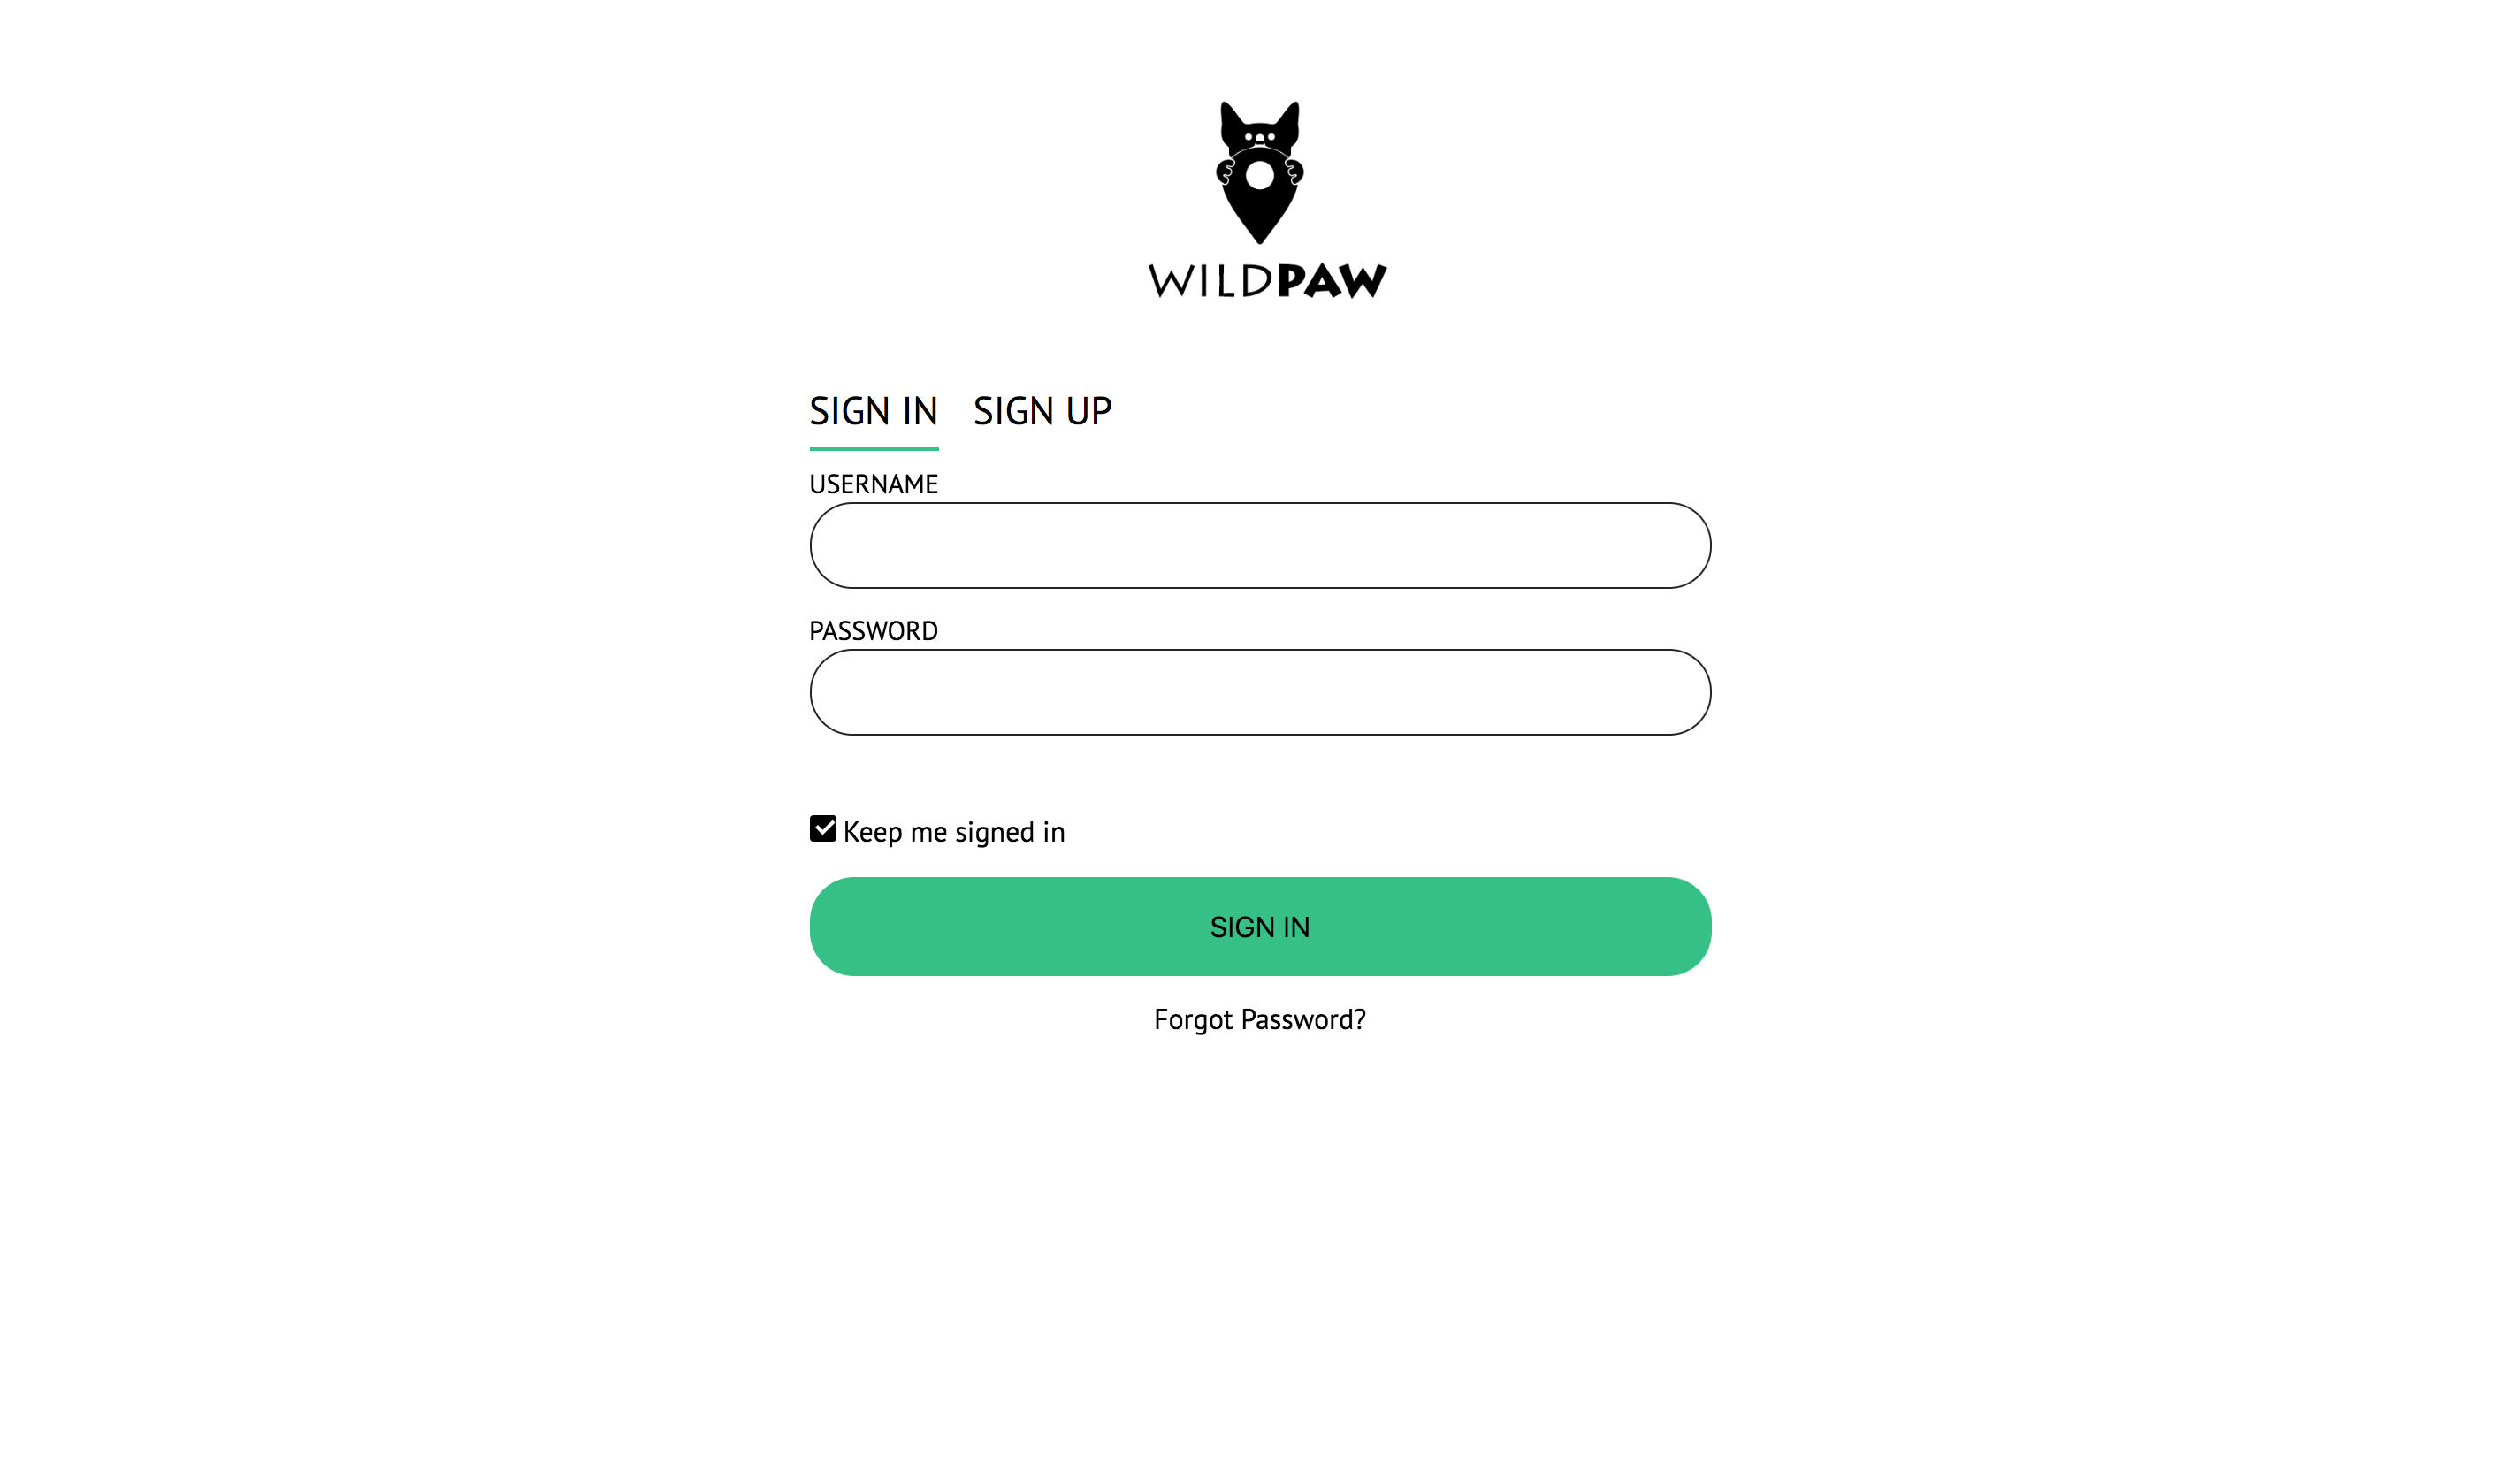 WILDPAW
SIGN IN SIGN UP
USERNAME
PASSWORD
Keep me signed in
SIGN IN
Forgot Password?